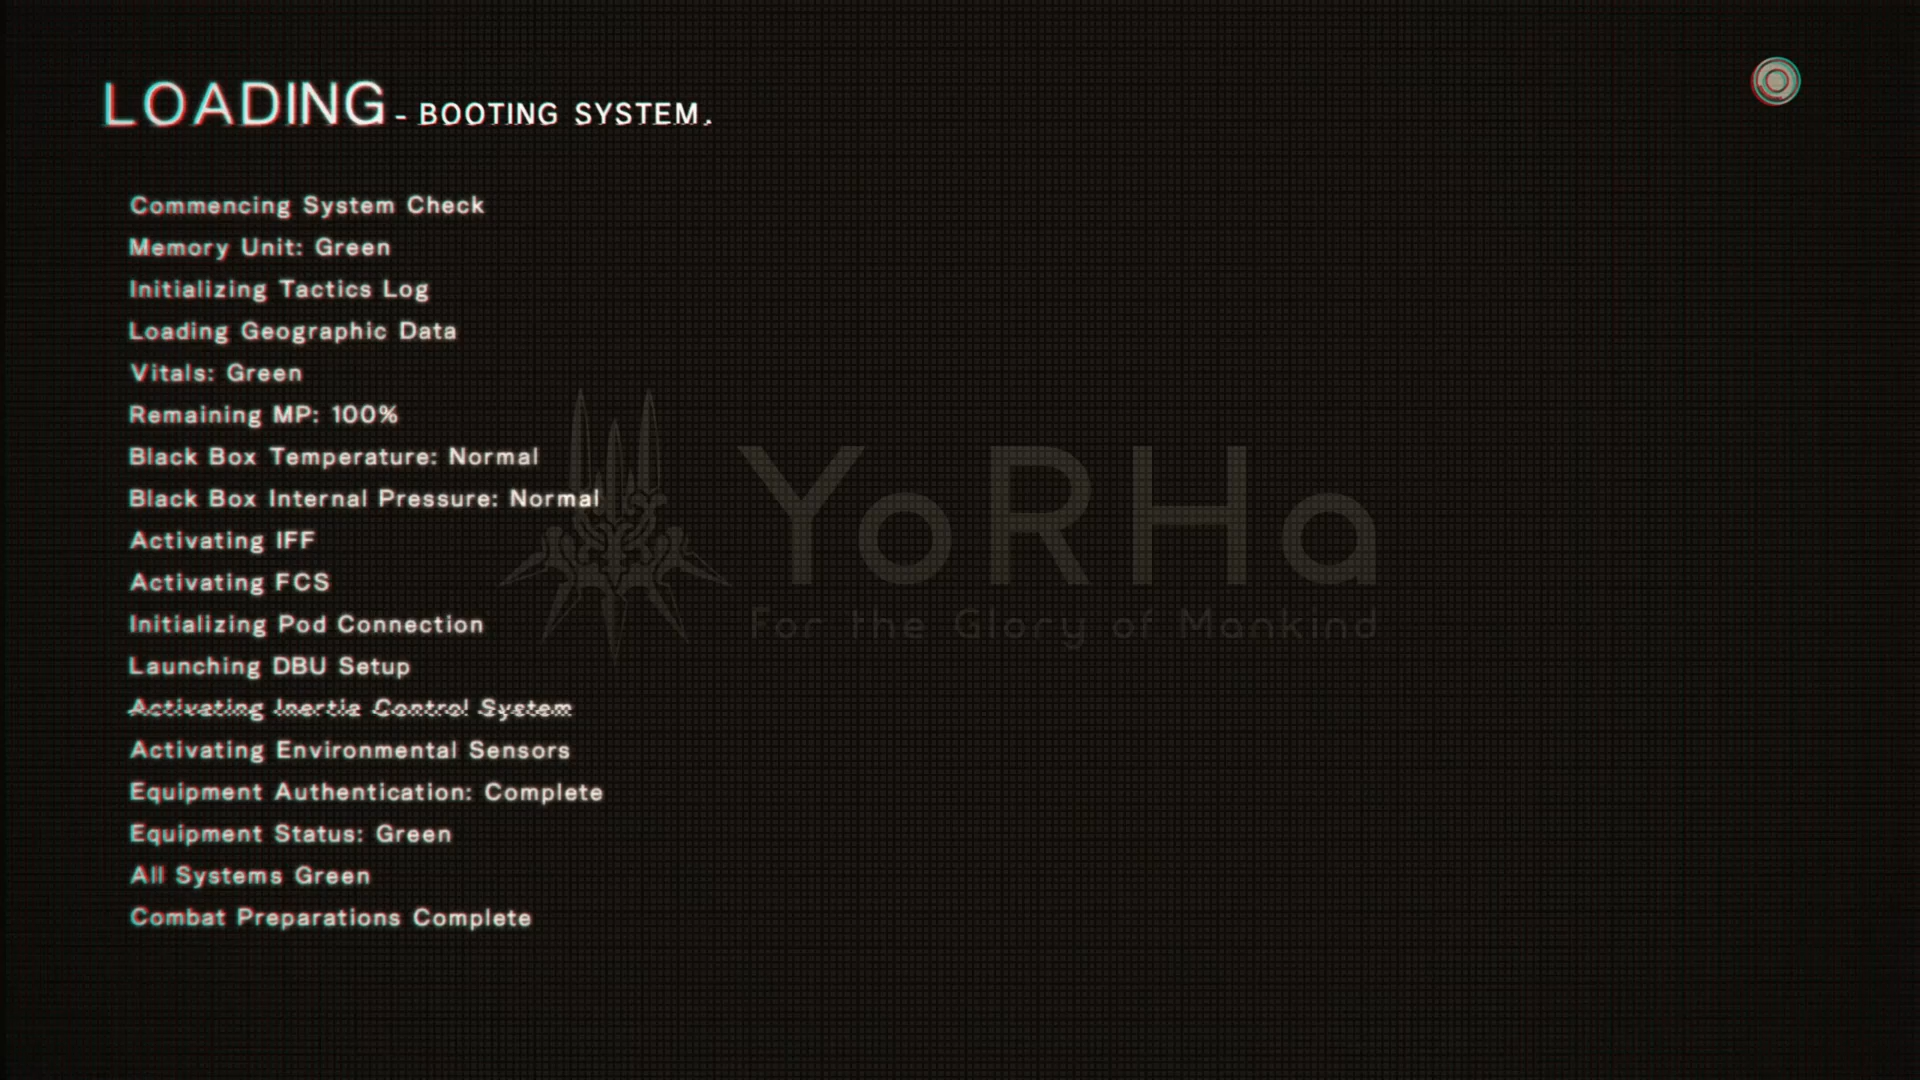 LOADING - BOOTING SYSTEM.
Commencing System Check
Memory Unit: Green
Initializing Tactics Log
Loading Geographic Data
Vitals: Green
Remaining MP: 100%
Black Box Temperature: Normal
Black Box Internal Pressure: Normal
Activating IFF
Activating FCS
Initializing Pod Connection
Launching DBU Setup
Activating Inertia Control System
Activating Environmental Sensors
Equipment Authentication: Complete
Equipment Status: Green
All Systems Green
Combat Preparations Complete
YoRHa
For the Glory of Mankind